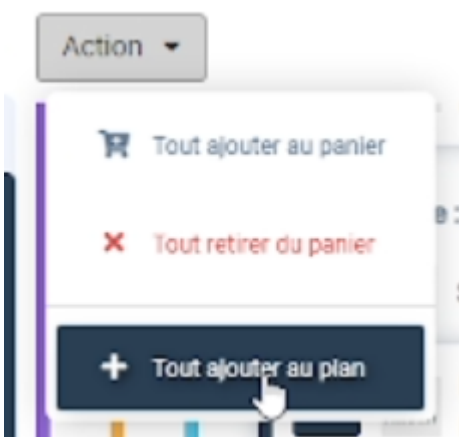 Action
Tout ajouter au panier
Tout retirer du panier
Tout ajouter au plan